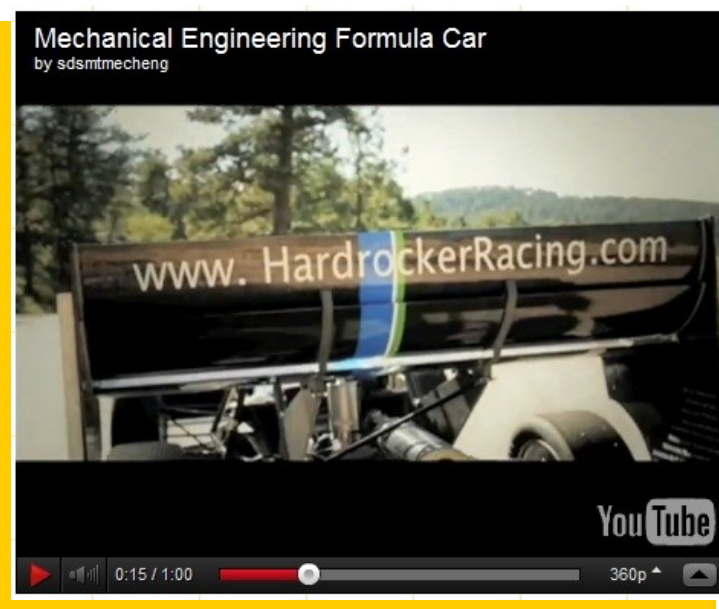 Mechanical Engineering Formula Car
by sdsmtmecheng
www. HardrockerRacing.com
YouTube
0:15 / 1:00
360p